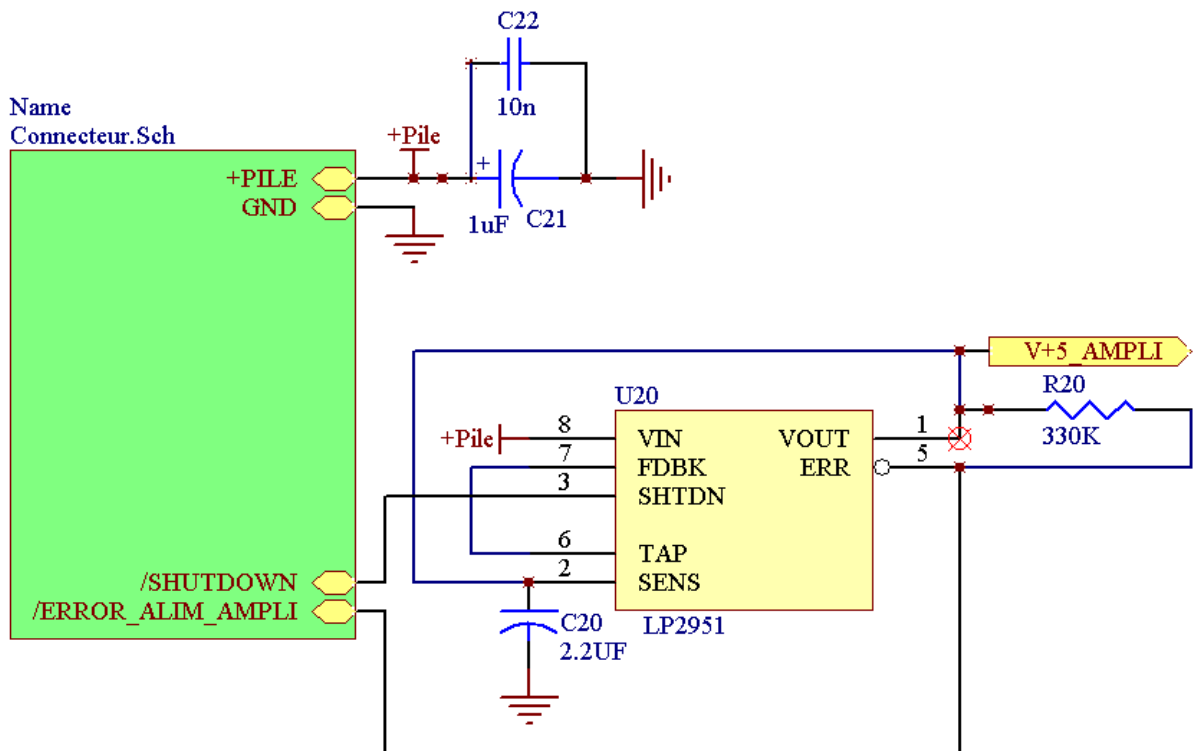 C22
10n
Name
Connecteur.Sch
+Pile
+PILE
GND
+
1uF
C21
V+5_AMPLI
R20
330K
U20
+Pile
8
VIN
VOUT
1
7
FDBK
ERR
5
3
SHTDN
6
TAP
2
SENS
/SHUTDOWN
/ERROR_ALIM_AMPLI
C20
2.2UF
LP2951